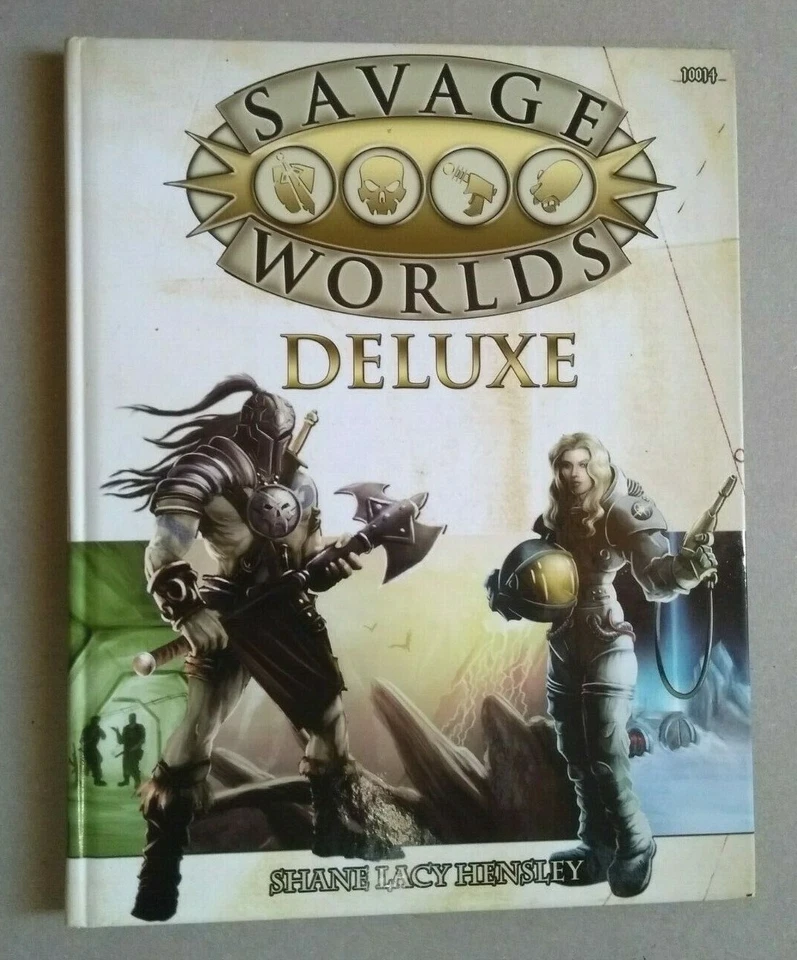 10014
SAVAGE
WORLDS
DELUXE
SHANE LACY HENSLEY